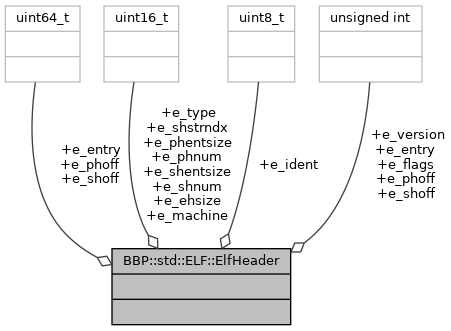 uint64_t
uint16_t
uint8_t
unsigned int
+e_entry
+e_phoff
+e_shoff
+e_type
+e_shstrndx
+e_phentsize
+e_phnum
+e_shentsize
+e_shnum
+e_ehsize
+e_machine
+e_ident
+e_version
+e_entry
+e_flags
+e_phoff
+e_shoff
BBP::std::ELF::ElfHeader